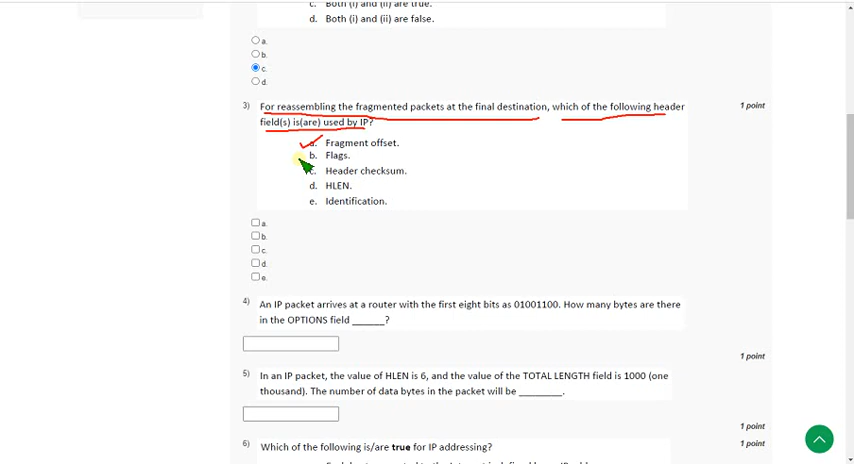 c. Both (i) and (ii) are true.
d. Both (i) and (ii) are false.
a.
b.
c.
d.
3) For reassembling the fragmented packets at the final destination, which of the following header 1 point
field(s) is(are) used by IP?
a. Fragment offset.
b. Flags.
c. Header checksum.
d. HLEN.
e. Identification.
a.
b.
c.
d.
e.
4) An IP packet arrives at a router with the first eight bits as 01001100. How many bytes are there
in the OPTIONS field ______?
1 point
5) In an IP packet, the value of HLEN is 6, and the value of the TOTAL LENGTH field is 1000 (one
thousand). The number of data bytes in the packet will be ________.
1 point
6) Which of the following is/are true for IP addressing? 1 point